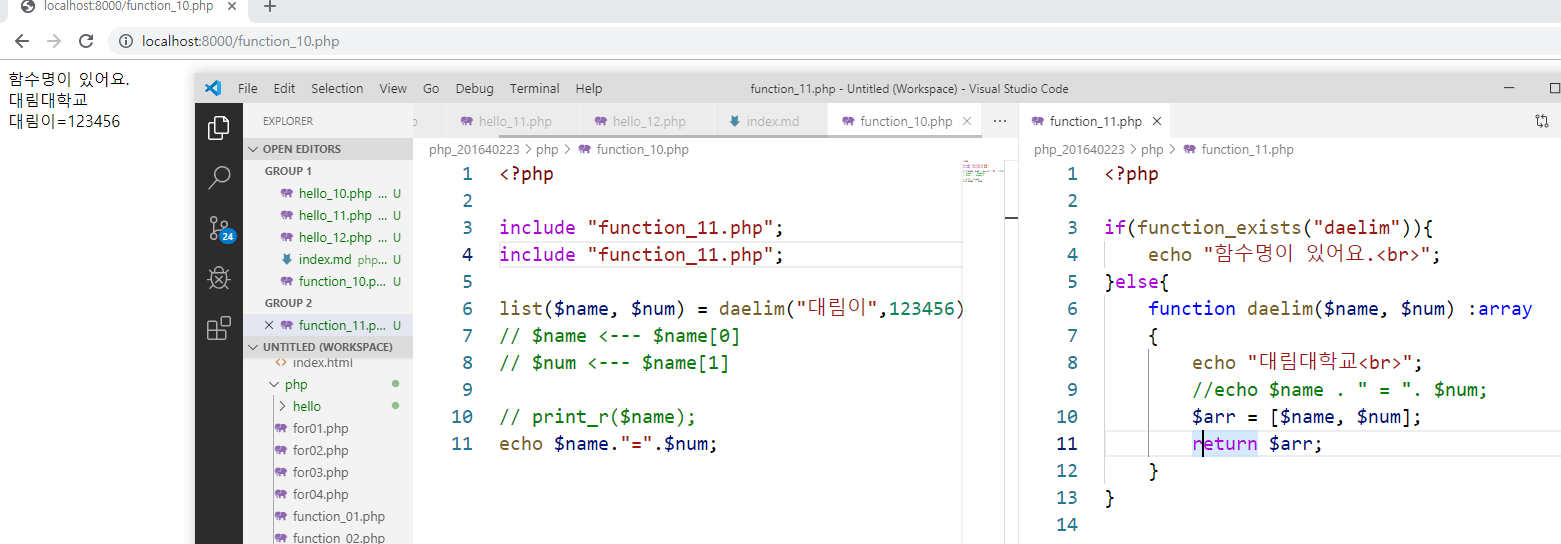 localhost:8000/function_10.php
localhost:8000/function_10.php
함수명이 있어요.
대림대학교
대림이=123456
File Edit Selection View Go Debug Terminal Help
function_11.php - Untitled (Workspace) - Visual Studio Code
EXPLORER
OPEN EDITORS
GROUP 1
hello_10.php ... U
hello_11.php ... U
hello_12.php ... U
index.md php... U
function_10.p... U
GROUP 2
function_11.p... U
UNTITLED (WORKSPACE)
index.html
php
hello
for01.php
for02.php
for03.php
for04.php
function_01.php
function_02.php
24
hello_11.php hello_12.php index.md function_10.php
php_201640223 > php > function_10.php
1 <?php
2
3 include "function_11.php";
4 include "function_11.php";
5
6 list($name, $num) = daelim("대림이",123456)
7 // $name <--- $name[0]
8 // $num <--- $name[1]
9
10 // print_r($name);
11 echo $name."=".$num;
function_11.php
php_201640223 > php > function_11.php
1 <?php
2
3 if(function_exists("daelim")){
4 echo "함수명이 있어요.<br>";
5 }else{
6 function daelim($name, $num) :array
7 {
8 echo "대림대학교<br>";
9 //echo $name . " = ". $num;
10 $arr = [$name, $num];
11 return $arr;
12 }
13 }
14